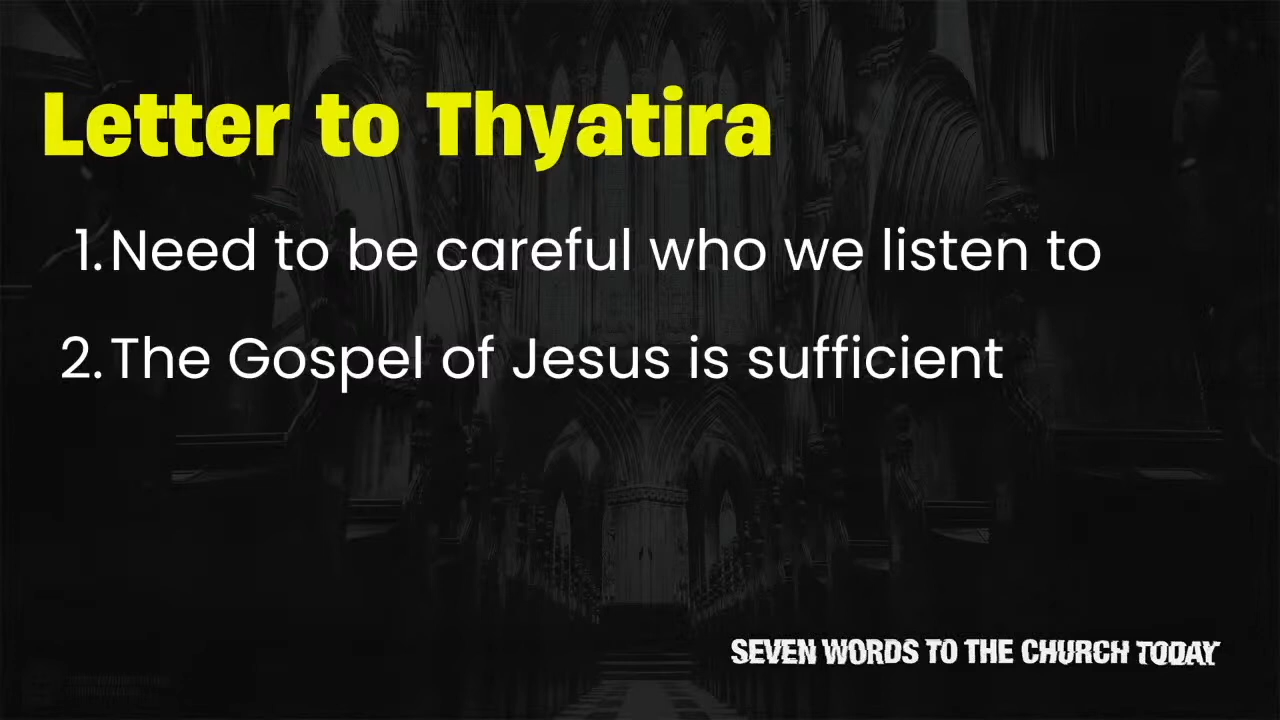 Letter to Thyatira
1. Need to be careful who we listen to
2. The Gospel of Jesus is sufficient
SEVEN WORDS TO THE CHURCH TODAY